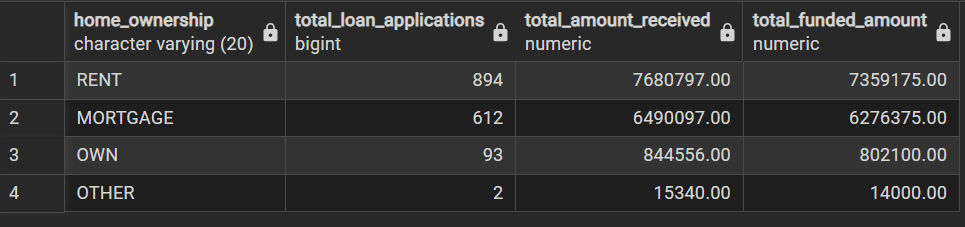 home_ownership total_loan_applications total_amount_received total_funded_amount
character varying (20) bigint numeric numeric
1 RENT 894 7680797.00 7359175.00
2 MORTGAGE 612 6490097.00 6276375.00
3 OWN 93 844556.00 802100.00
4 OTHER 2 15340.00 14000.00